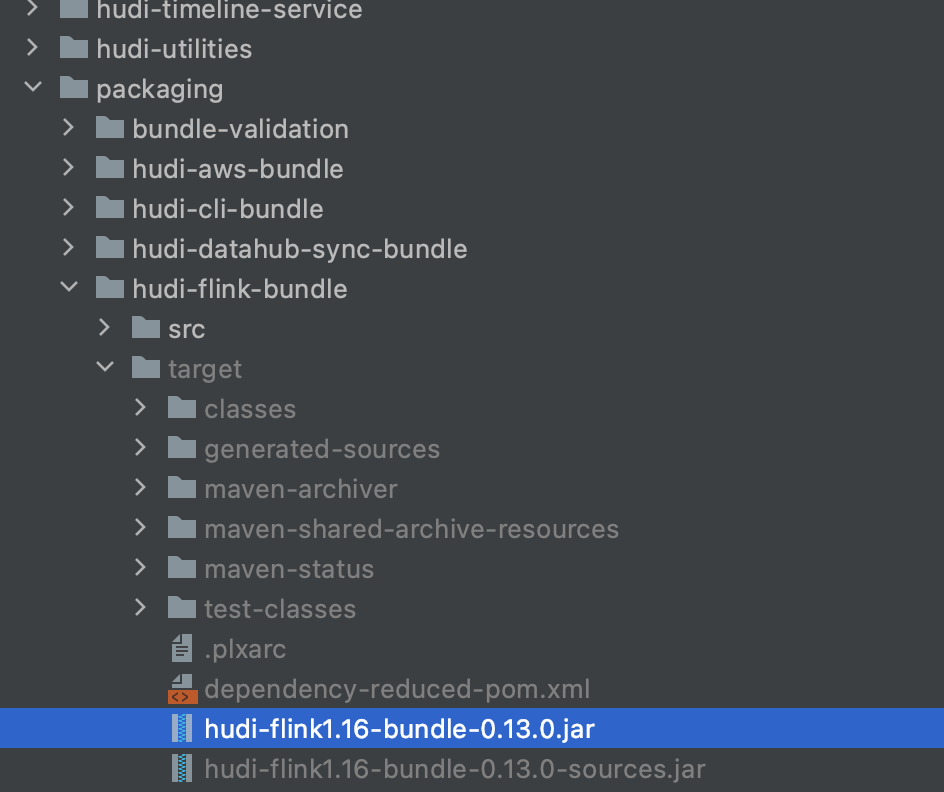 hudi-timeline-service
hudi-utilities
packaging
bundle-validation
hudi-aws-bundle
hudi-cli-bundle
hudi-datahub-sync-bundle
hudi-flink-bundle
src
target
classes
generated-sources
maven-archiver
maven-shared-archive-resources
maven-status
test-classes
.plxarc
dependency-reduced-pom.xml
hudi-flink1.16-bundle-0.13.0.jar
hudi-flink1.16-bundle-0.13.0-sources.jar